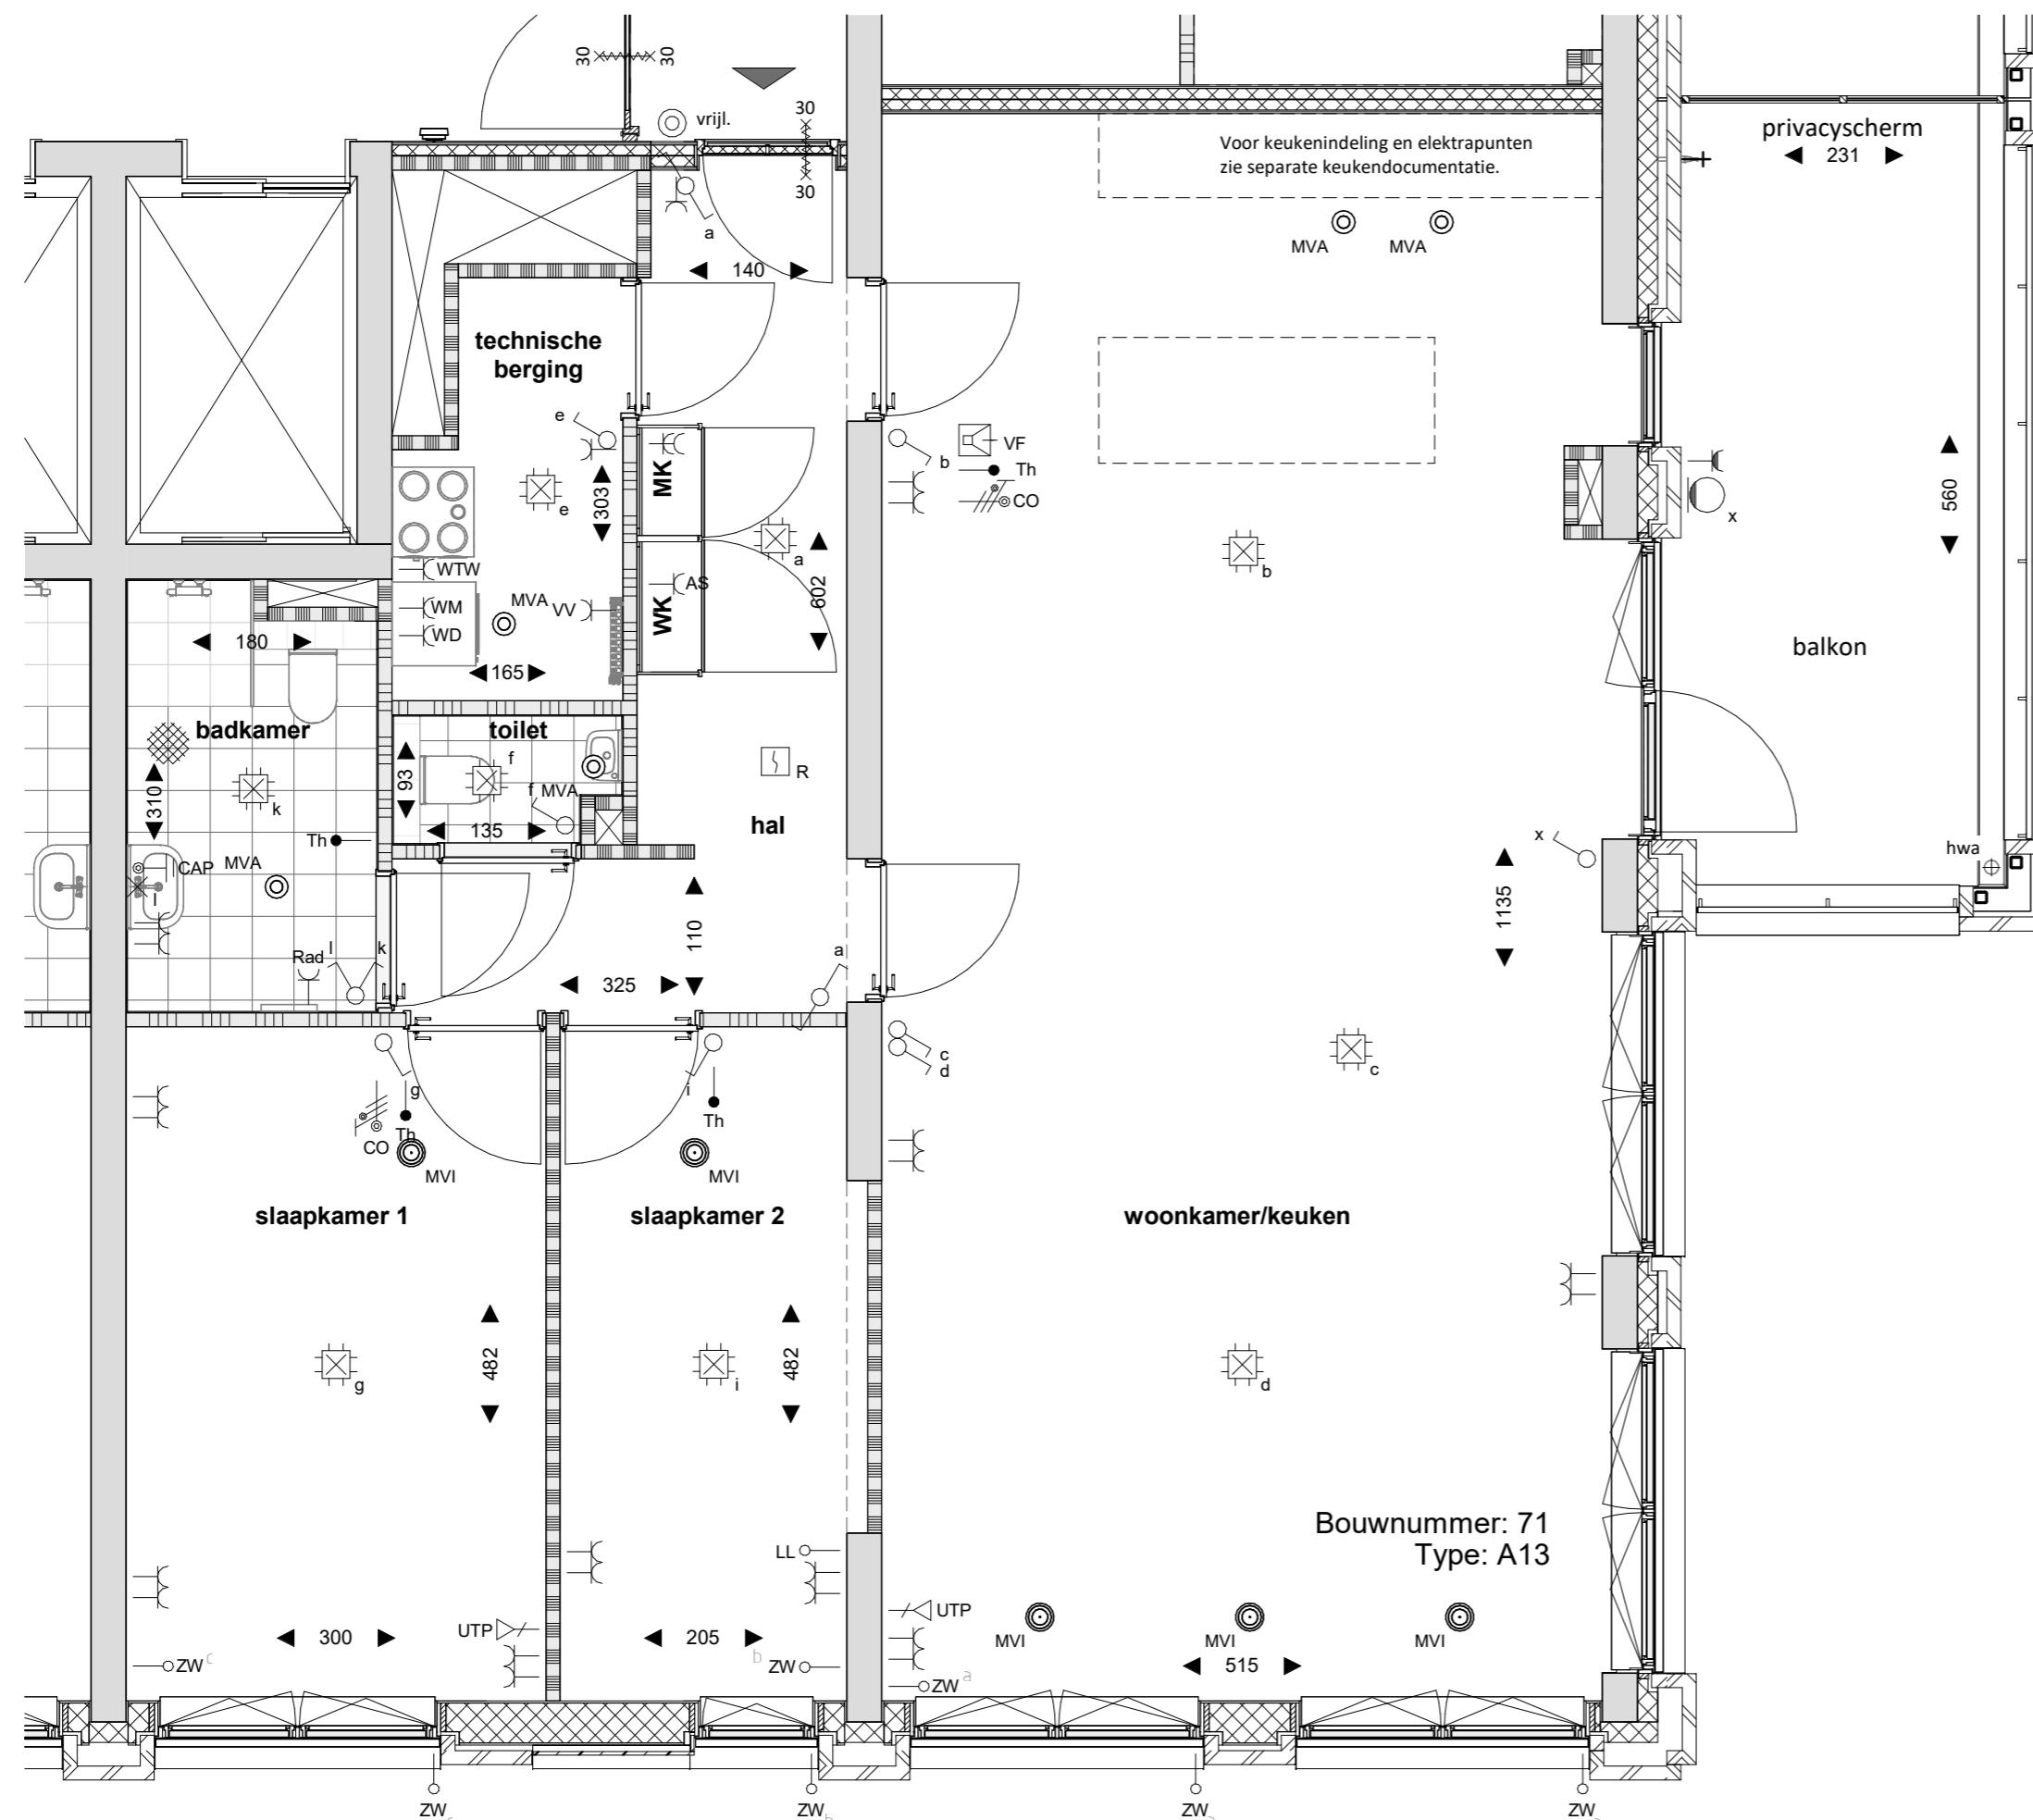 30
30
vrijl.
30
30
a
140
Voor keukenindeling en elektrapunten
zie separate keukendocumentatie.
MVA
MVA
privacyscherm
231
technische
berging
e
e
303
MK
a
602
WTW
WM
WD
MVA
VV
AS
WK
165
b
VF
Th
CO
b
x
560
balkon
180
badkamer
310
k
Th
CAP
MVA
l
Rad
l
k
toilet
f
93
f
MVA
135
R
hal
110
325
a
x
1135
hwa
c
d
c
g
Th
CO
MVI
i
Th
MVI
slaapkamer 1
slaapkamer 2
woonkamer/keuken
482
482
g
i
d
Bouwnummer: 71
Type: A13
LL
UTP
UTP
MVI
MVI
MVI
300
205
515
ZW c
b ZW
ZW a
ZW c
ZW b
ZW a
ZW